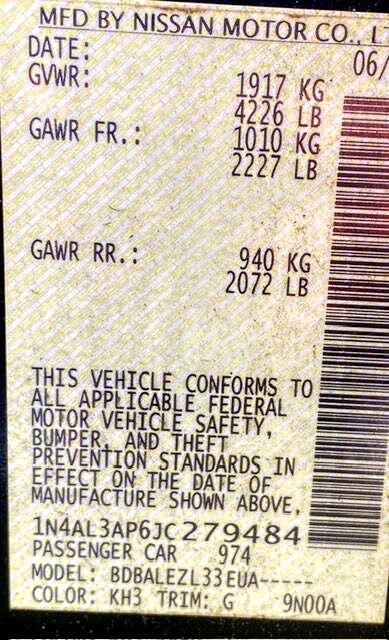 MFD BY NISSAN MOTOR CO., LT
DATE: 06/
GVWR: 1917 KG
4226 LB
GAWR FR.: 1010 KG
2227 LB
GAWR RR.: 940 KG
2072 LB
THIS VEHICLE CONFORMS TO
ALL APPLICABLE FEDERAL
MOTOR VEHICLE SAFETY,
BUMPER, AND THEFT
PREVENTION STANDARDS IN
EFFECT ON THE DATE OF
MANUFACTURE SHOWN ABOVE,
1N4AL3AP6JC279484
PASSENGER CAR 974
MODEL: BDBALEZL33EUA-----
COLOR: KH3 TRIM: G 9N00A